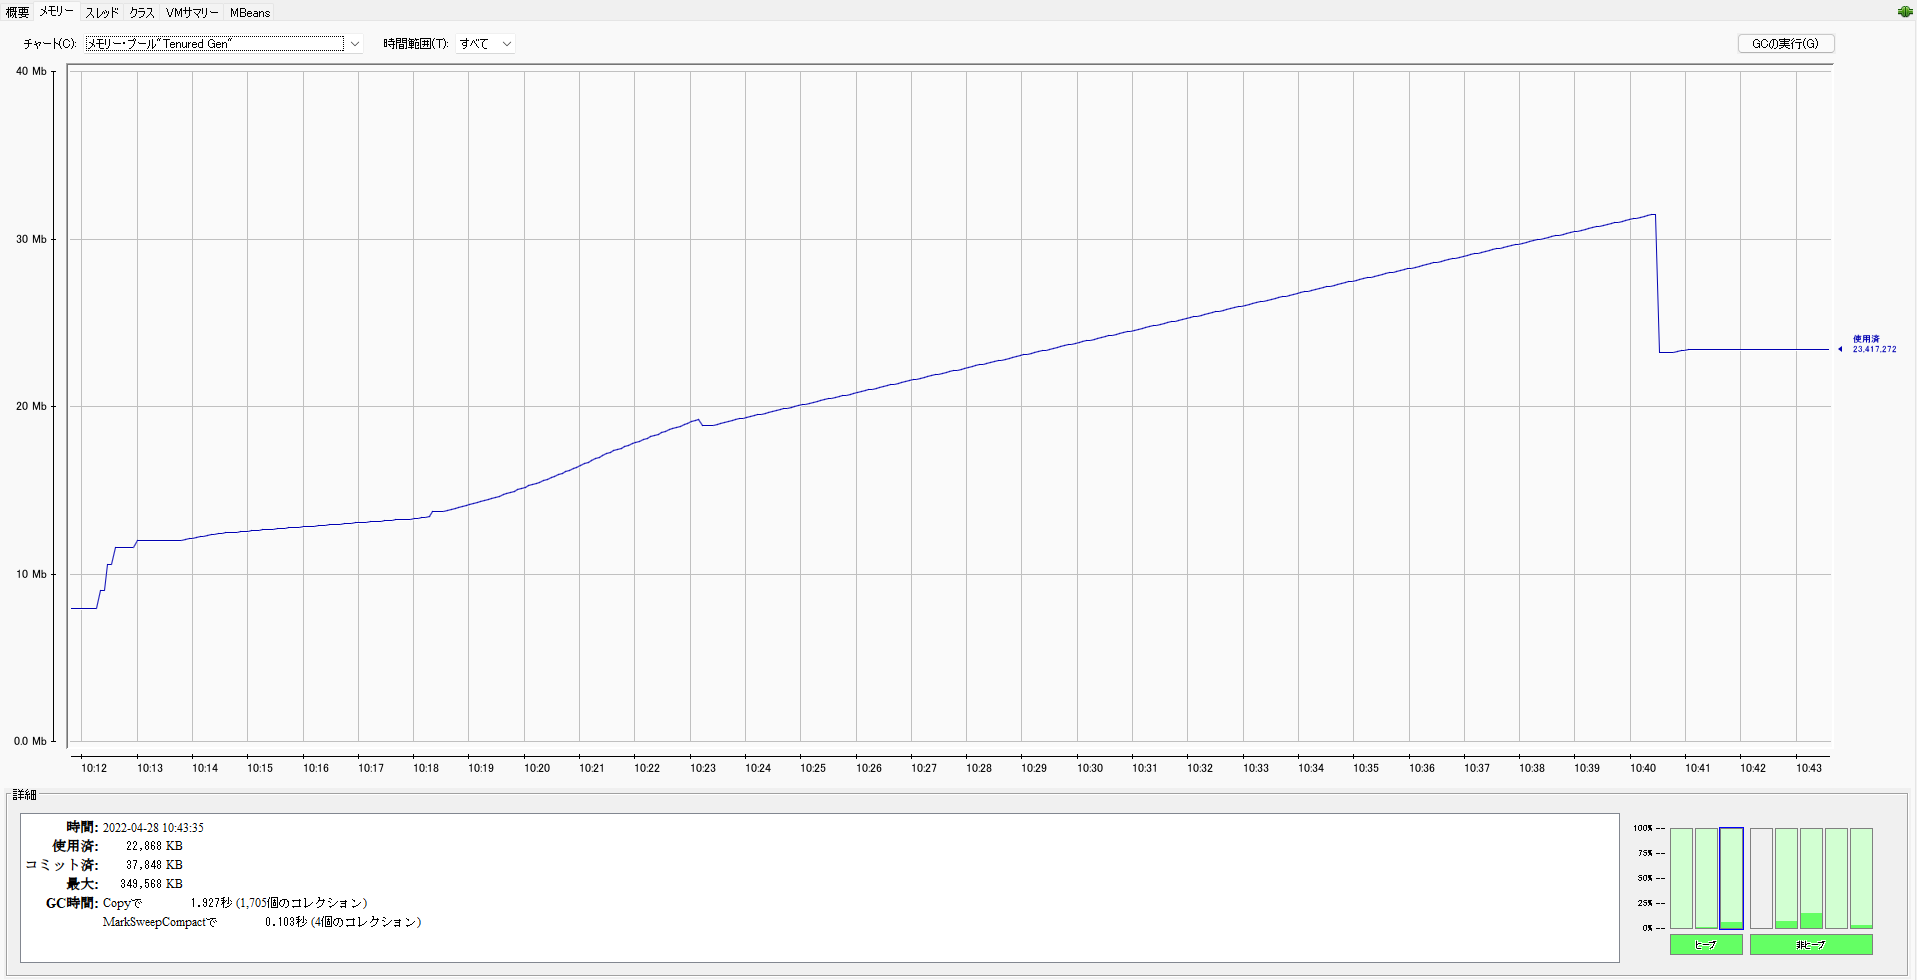 概要 メモリー スレッド クラス VMサマリー MBeans
チャート(C): メモリー・プール"Tenured Gen" 時間範囲(T): すべて GCの実行(G)
40 Mb
30 Mb
使用済
23,417,272
20 Mb
10 Mb
0.0 Mb
10:12 10:13 10:14 10:15 10:16 10:17 10:18 10:19 10:20 10:21 10:22 10:23 10:24 10:25 10:26 10:27 10:28 10:29 10:30 10:31 10:32 10:33 10:34 10:35 10:36 10:37 10:38 10:39 10:40 10:41 10:42 10:43
詳細
時間: 2022-04-28 10:43:35
使用済: 22,868 KB
コミット済: 37,848 KB
最大: 349,568 KB
GC時間: Copyで 1.927秒 (1,705個のコレクション)
MarkSweepCompactで 0.103秒 (4個のコレクション)
100% --
75% --
50% --
25% --
0% --
ヒープ 非ヒープ